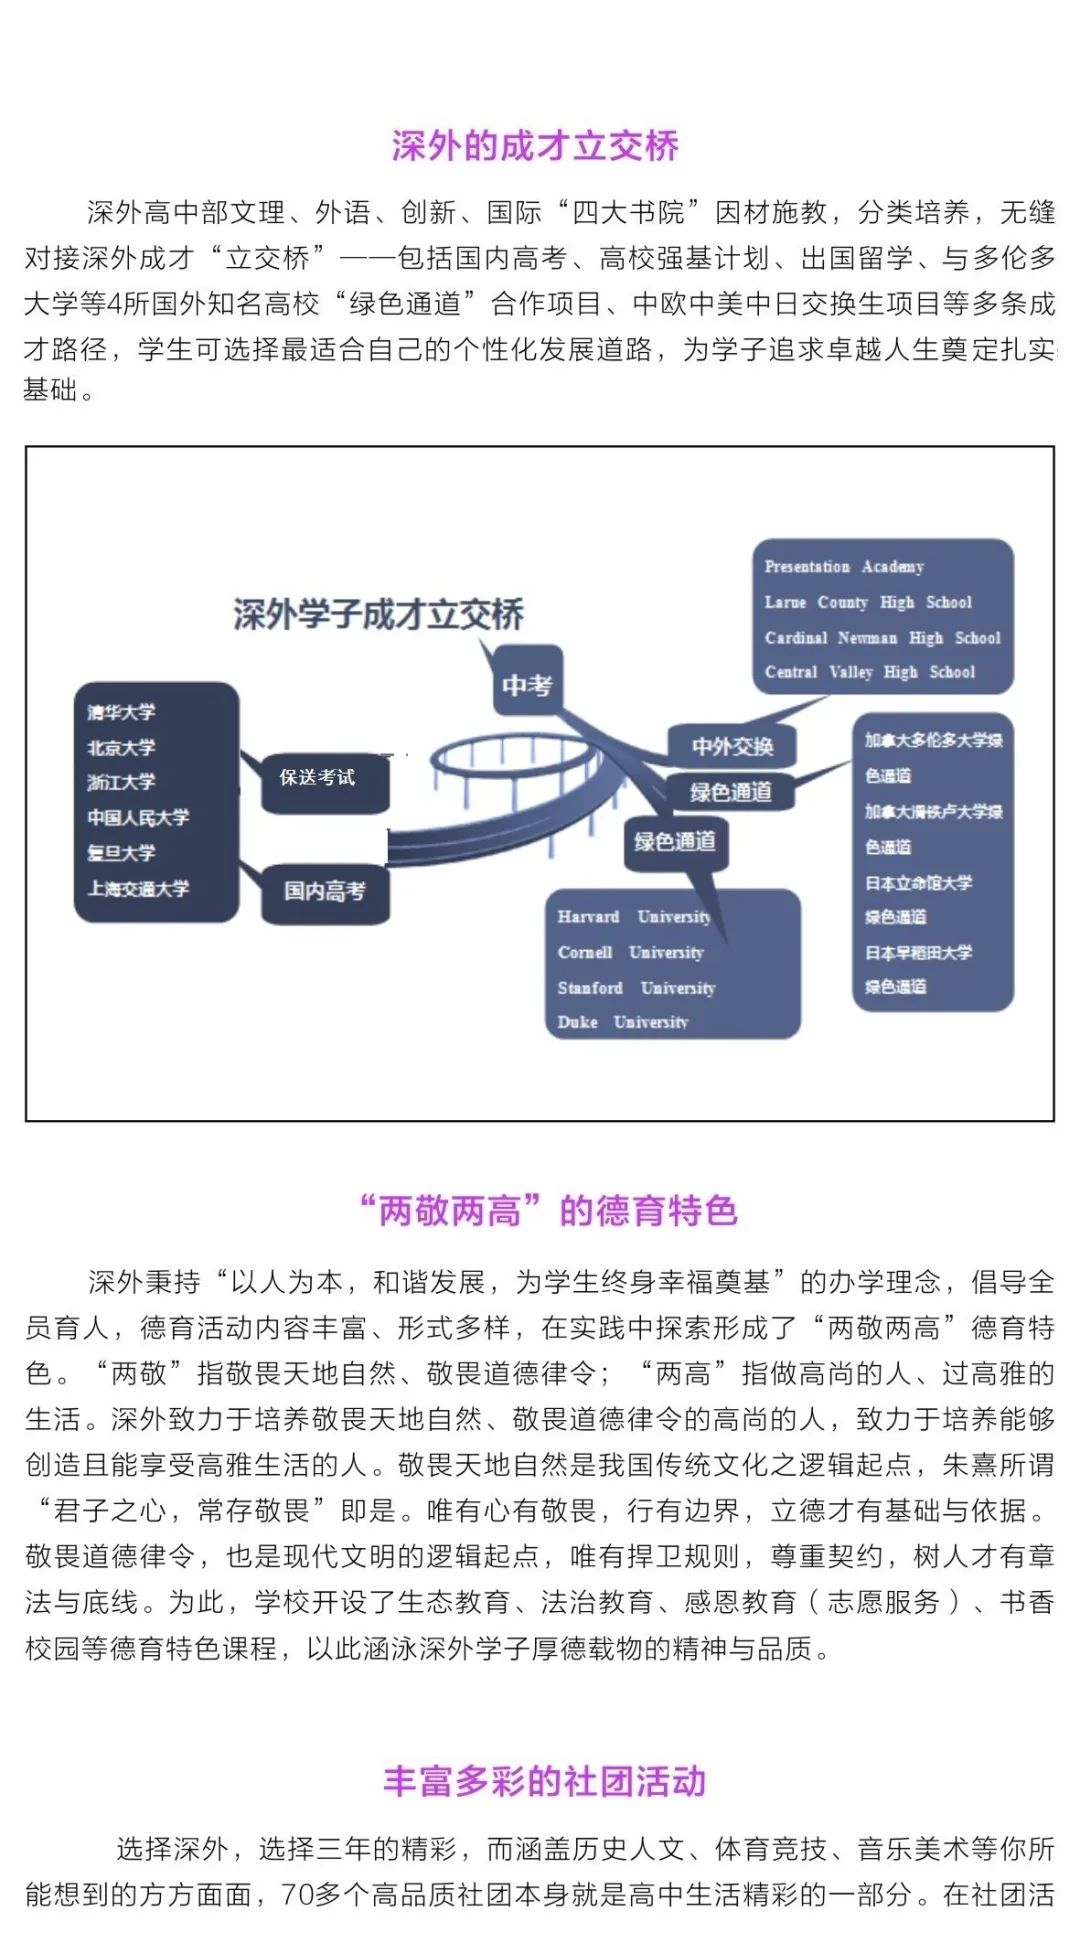 深外的成才立交桥
深外高中部文理、外语、创新、国际“四大书院”因材施教，分类培养，无缝
对接深外成才“立交桥”——包括国内高考、高校强基计划、出国留学、与多伦多
大学等4所国外知名高校“绿色通道”合作项目、中欧中美中日交换生项目等多条成
才路径，学生可选择最适合自己的个性化发展道路，为学子追求卓越人生奠定扎实
基础。
深外学子成才立交桥
中考
Presentation Academy
Larue County High School
Cardinal Newman High School
Central Valley High School
中外交换
绿色通道
绿色通道
加拿大多伦多大学绿
色通道
加拿大滑铁卢大学绿
色通道
日本立命馆大学
绿色通道
日本早稻田大学
绿色通道
清华大学
北京大学
浙江大学
中国人民大学
复旦大学
上海交通大学
保送考试
国内高考
Harvard University
Cornell University
Stanford University
Duke University
“两敬两高”的德育特色
深外秉持“以人为本，和谐发展，为学生终身幸福奠基”的办学理念，倡导全
员育人，德育活动内容丰富、形式多样，在实践中探索形成了“两敬两高”德育特
色。“两敬”指敬畏天地自然、敬畏道德律令；“两高”指做高尚的人、过高雅的
生活。深外致力于培养敬畏天地自然、敬畏道德律令的高尚的人，致力于培养能够
创造且能享受高雅生活的人。敬畏天地自然是我国传统文化之逻辑起点，朱熹所谓
“君子之心，常存敬畏”即是。唯有心有敬畏，行有边界，立德才有基础与依据。
敬畏道德律令，也是现代文明的逻辑起点，唯有捍卫规则，尊重契约，树人才有章
法与底线。为此，学校开设了生态教育、法治教育、感恩教育（志愿服务）、书香
校园等德育特色课程，以此涵泳深外学子厚德载物的精神与品质。
丰富多彩的社团活动
选择深外，选择三年的精彩，而涵盖历史人文、体育竞技、音乐美术等你所
能想到的方方面面，70多个高品质社团本身就是高中生活精彩的一部分。在社团活